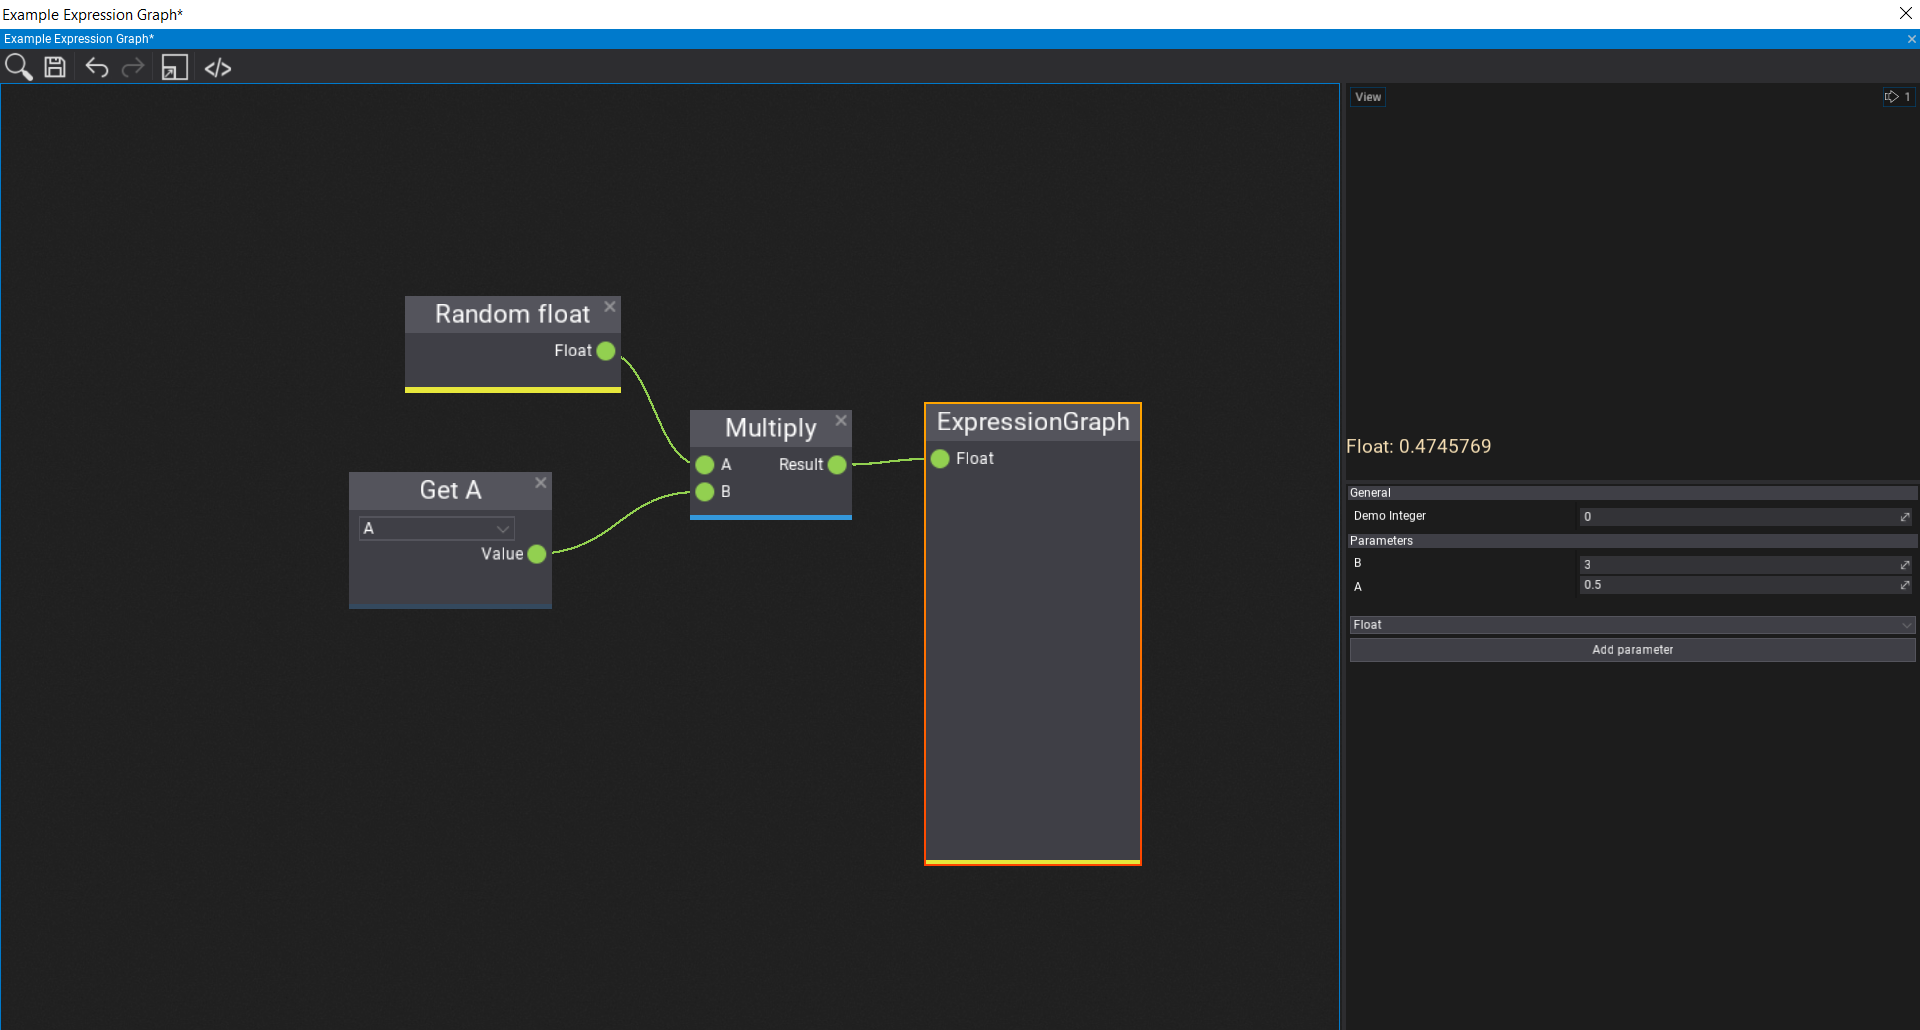 Example Expression Graph*
Example Expression Graph*
View
1
Random float
Float
Multiply
A Result
B
ExpressionGraph
Float
Get A
A
Value
Float: 0.4745769
General
Demo Integer 0
Parameters
B 3
A 0.5
Float
Add parameter